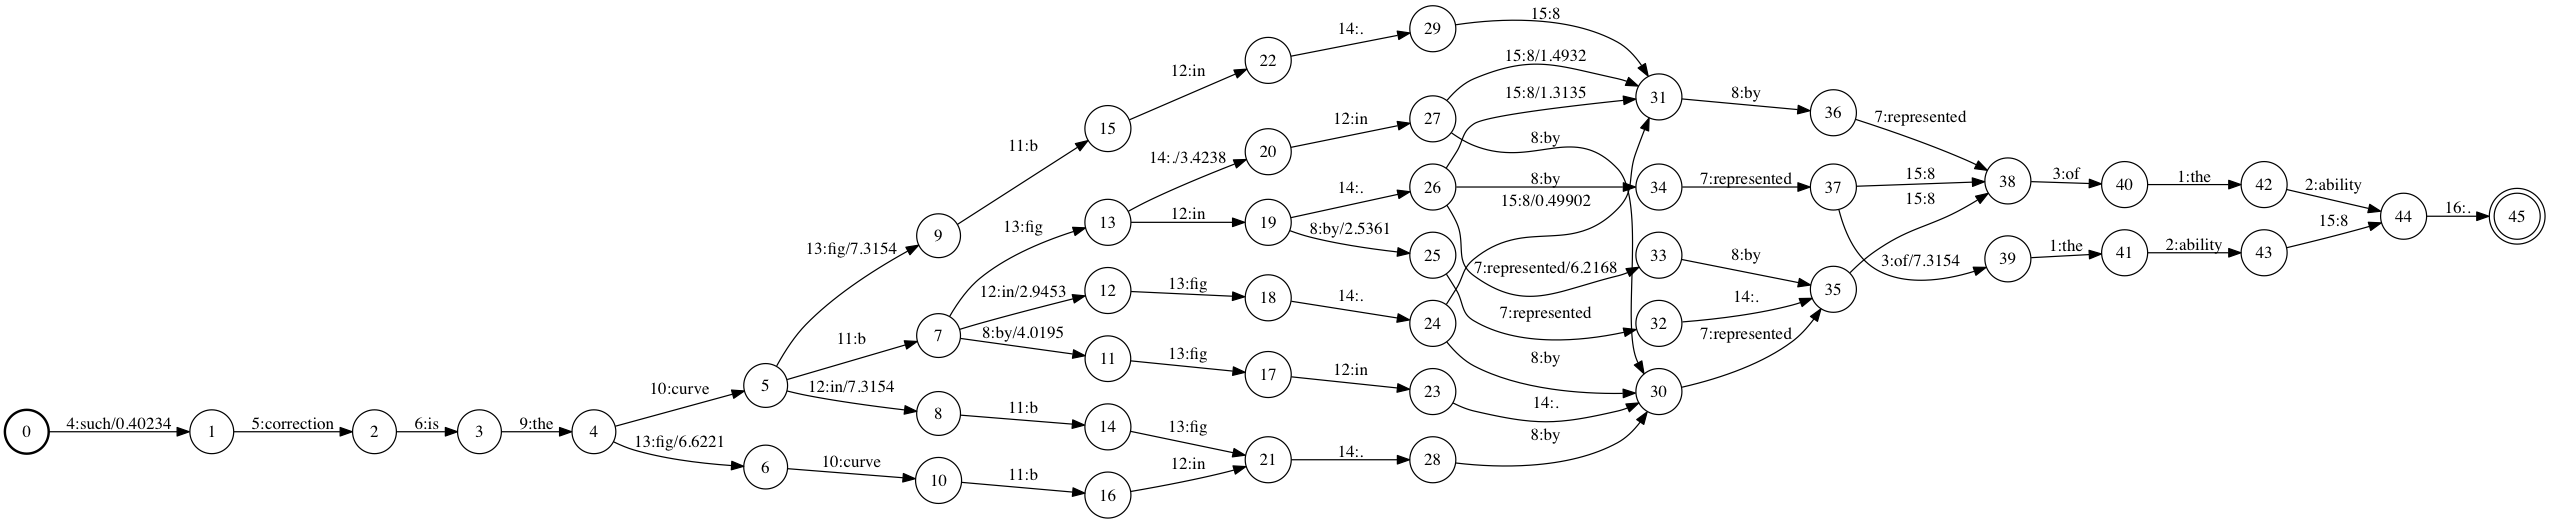 0
4:such/0.40234
1
5:correction
2
6:is
3
9:the
4
10:curve
13:fig/6.6221
5
13:fig/7.3154
11:b
12:in/7.3154
6
10:curve
9
11:b
7
13:fig
12:in/2.9453
8:by/4.0195
8
11:b
10
11:b
15
12:in
13
14:./3.4238
12:in
12
13:fig
11
13:fig
14
13:fig
16
12:in
22
14:.
20
12:in
19
14:.
8:by/2.5361
18
14:.
17
12:in
21
14:.
29
15:8
27
15:8/1.4932
8:by
26
15:8/1.3135
8:by
7:represented/6.2168
25
7:represented
24
15:8/0.49902
8:by
23
14:.
28
8:by
31
8:by
34
7:represented
33
8:by
32
14:.
30
7:represented
36
7:represented
37
15:8
3:of/7.3154
35
15:8
38
3:of
39
1:the
40
1:the
41
2:ability
42
2:ability
43
15:8
44
16:.
45